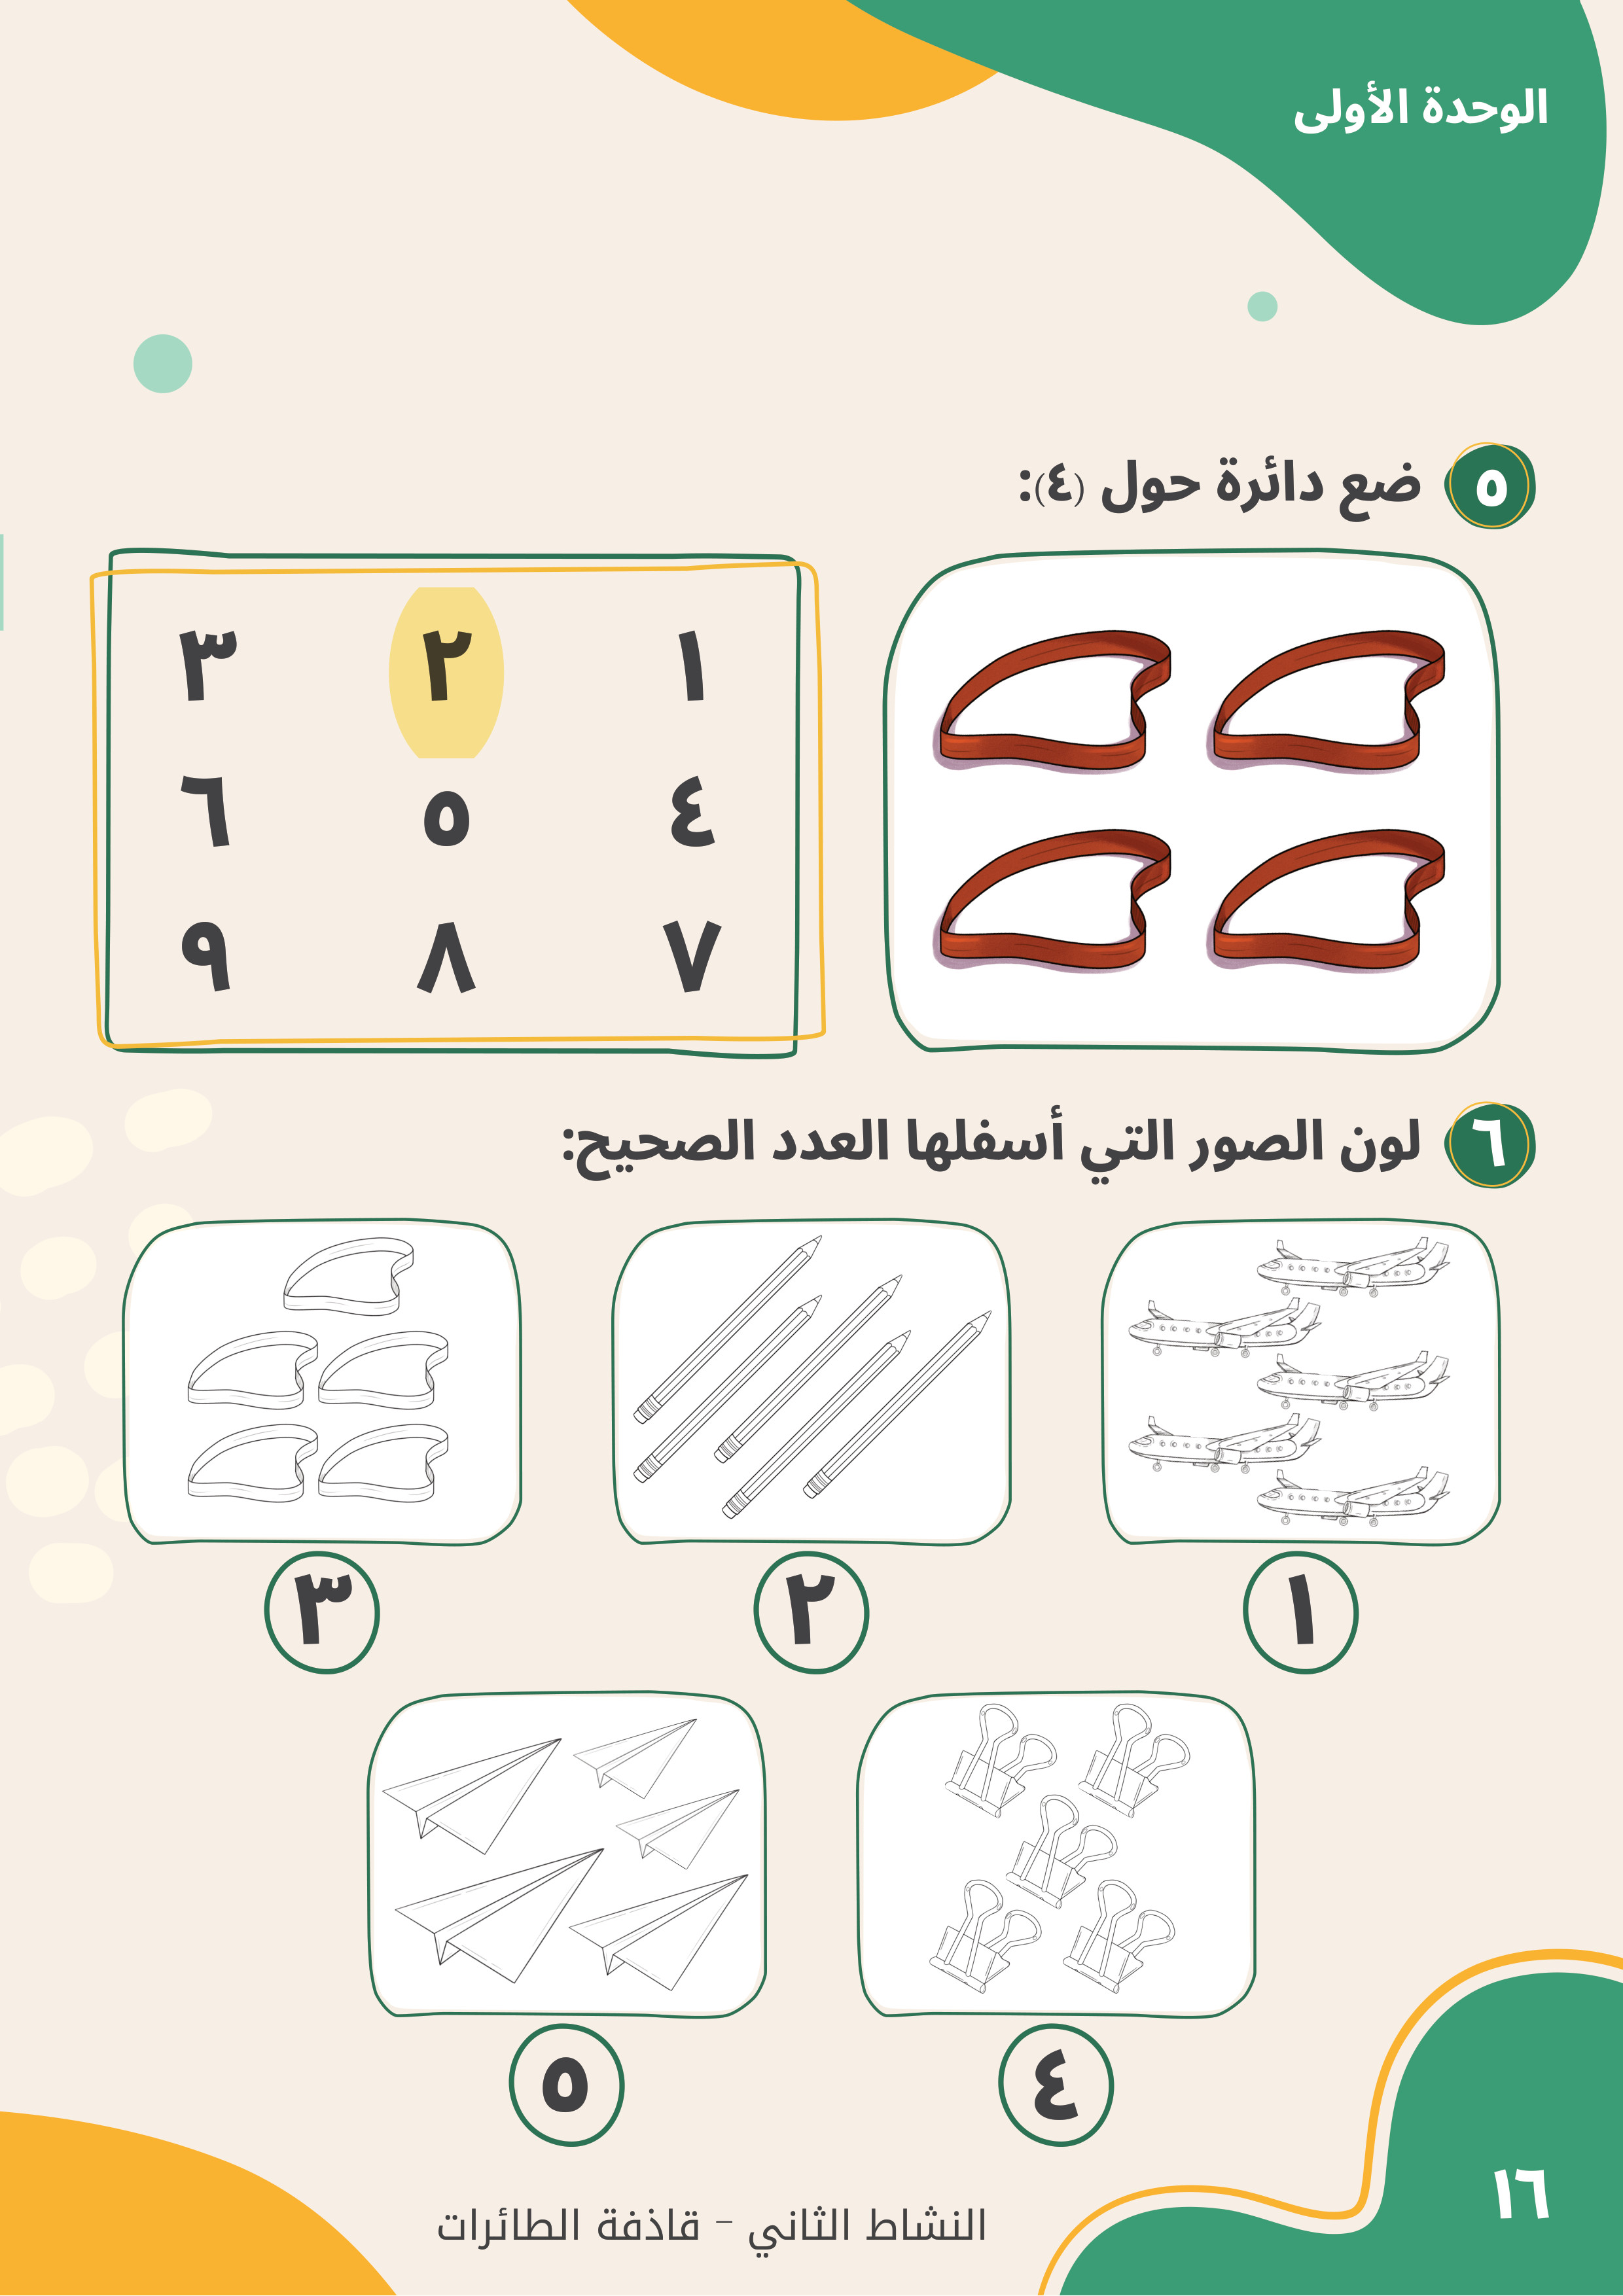 الوحدة الأولى
٥ ضع دائرة حول (٤):
١ ٢ ٣
٤ ٥ ٦
٧ ٨ ٩
٦ لون الصور التي أسفلها العدد الصحيح:
١ ٢ ٣
٤ ٥
النشاط الثاني – قاذفة الطائرات
١٦